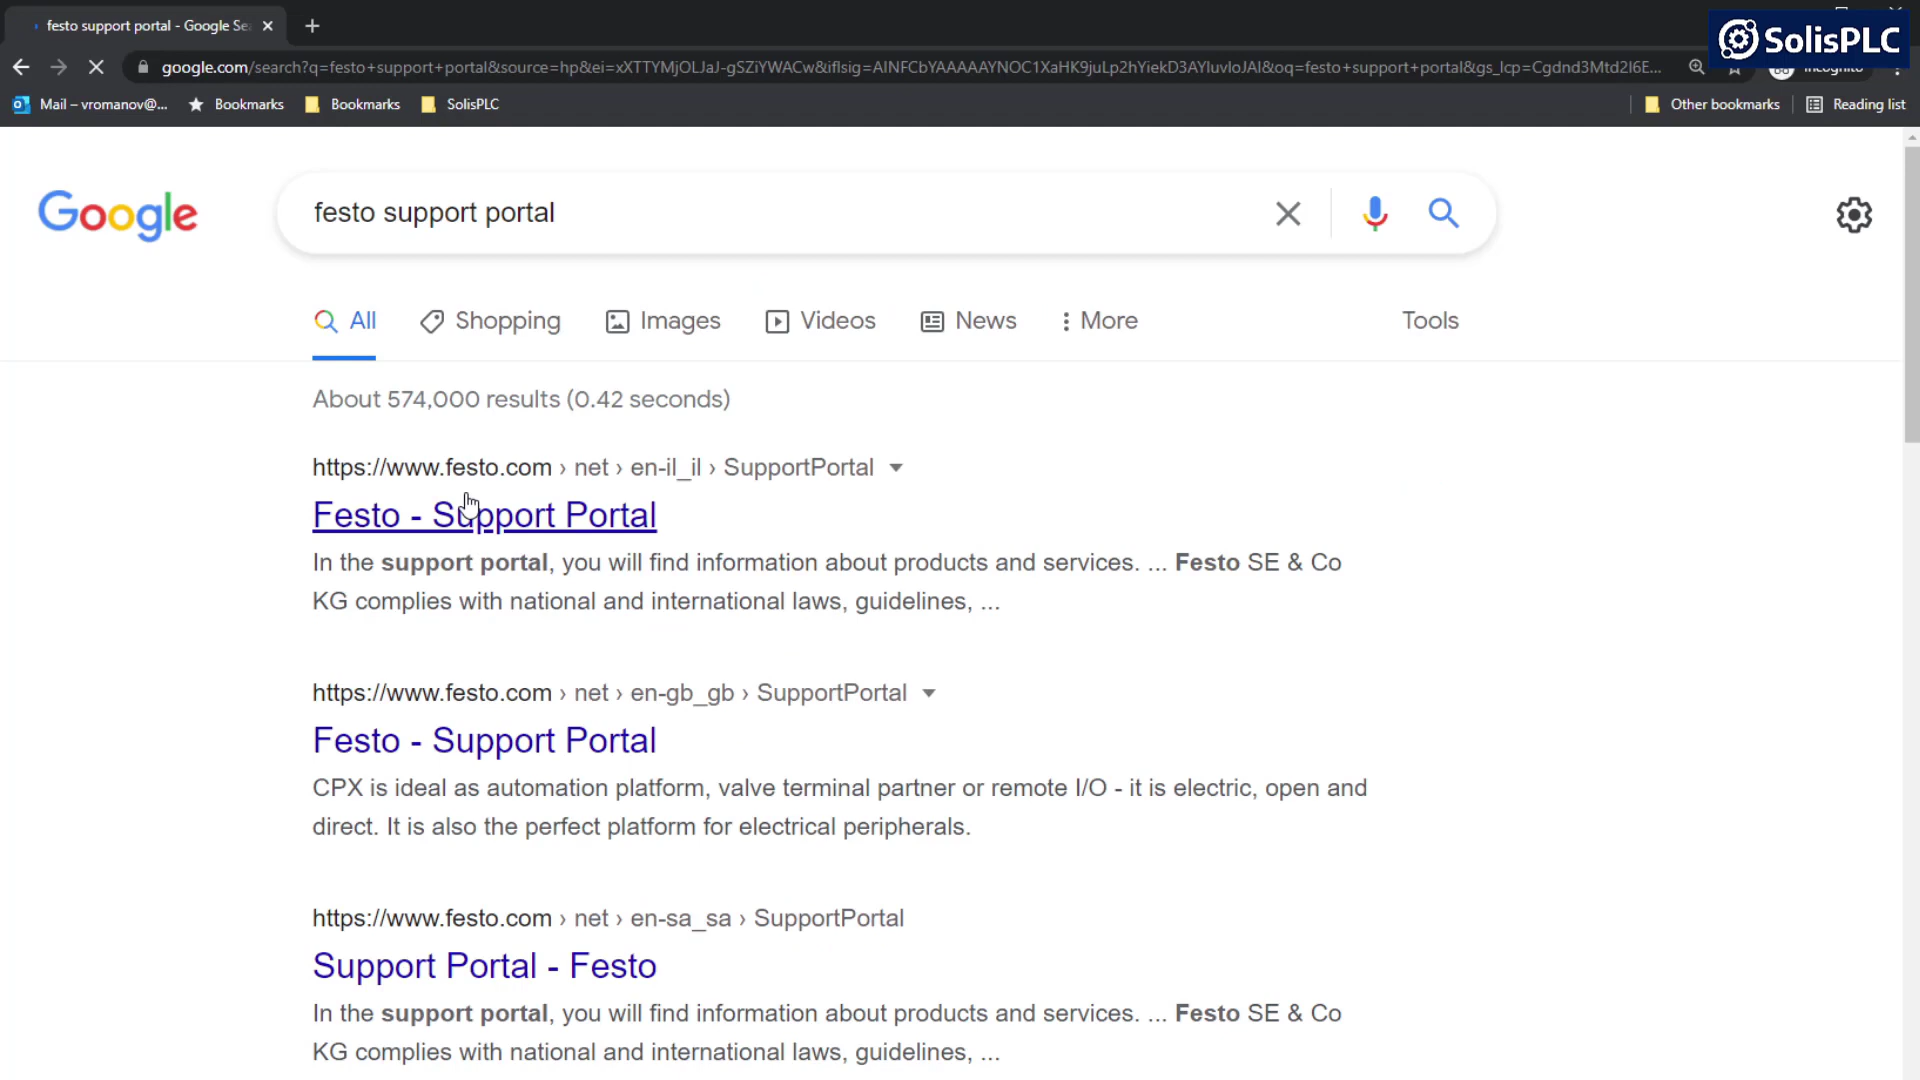 festo support portal - Google Se
SolisPLC
google.com/search?q=festo+support+portal&source=hp&ei=xXTTYMjOLJaJ-gSZiYWACw&iflsig=AINFCbYAAAAAYNOC1XaHK9juLp2hYiekD3AYIuvIoJAI&oq=festo+support+portal&gs_lcp=Cgdnd3Mtd2l6E...
Mail – vromanov@... Bookmarks Bookmarks SolisPLC Other bookmarks Reading list
Google festo support portal
All Shopping Images Videos News More Tools
About 574,000 results (0.42 seconds)
https://www.festo.com › net › en-il_il › SupportPortal
Festo - Support Portal
In the support portal, you will find information about products and services. ... Festo SE & Co
KG complies with national and international laws, guidelines, ...
https://www.festo.com › net › en-gb_gb › SupportPortal
Festo - Support Portal
CPX is ideal as automation platform, valve terminal partner or remote I/O - it is electric, open and
direct. It is also the perfect platform for electrical peripherals.
https://www.festo.com › net › en-sa_sa › SupportPortal
Support Portal - Festo
In the support portal, you will find information about products and services. ... Festo SE & Co
KG complies with national and international laws, guidelines, ...